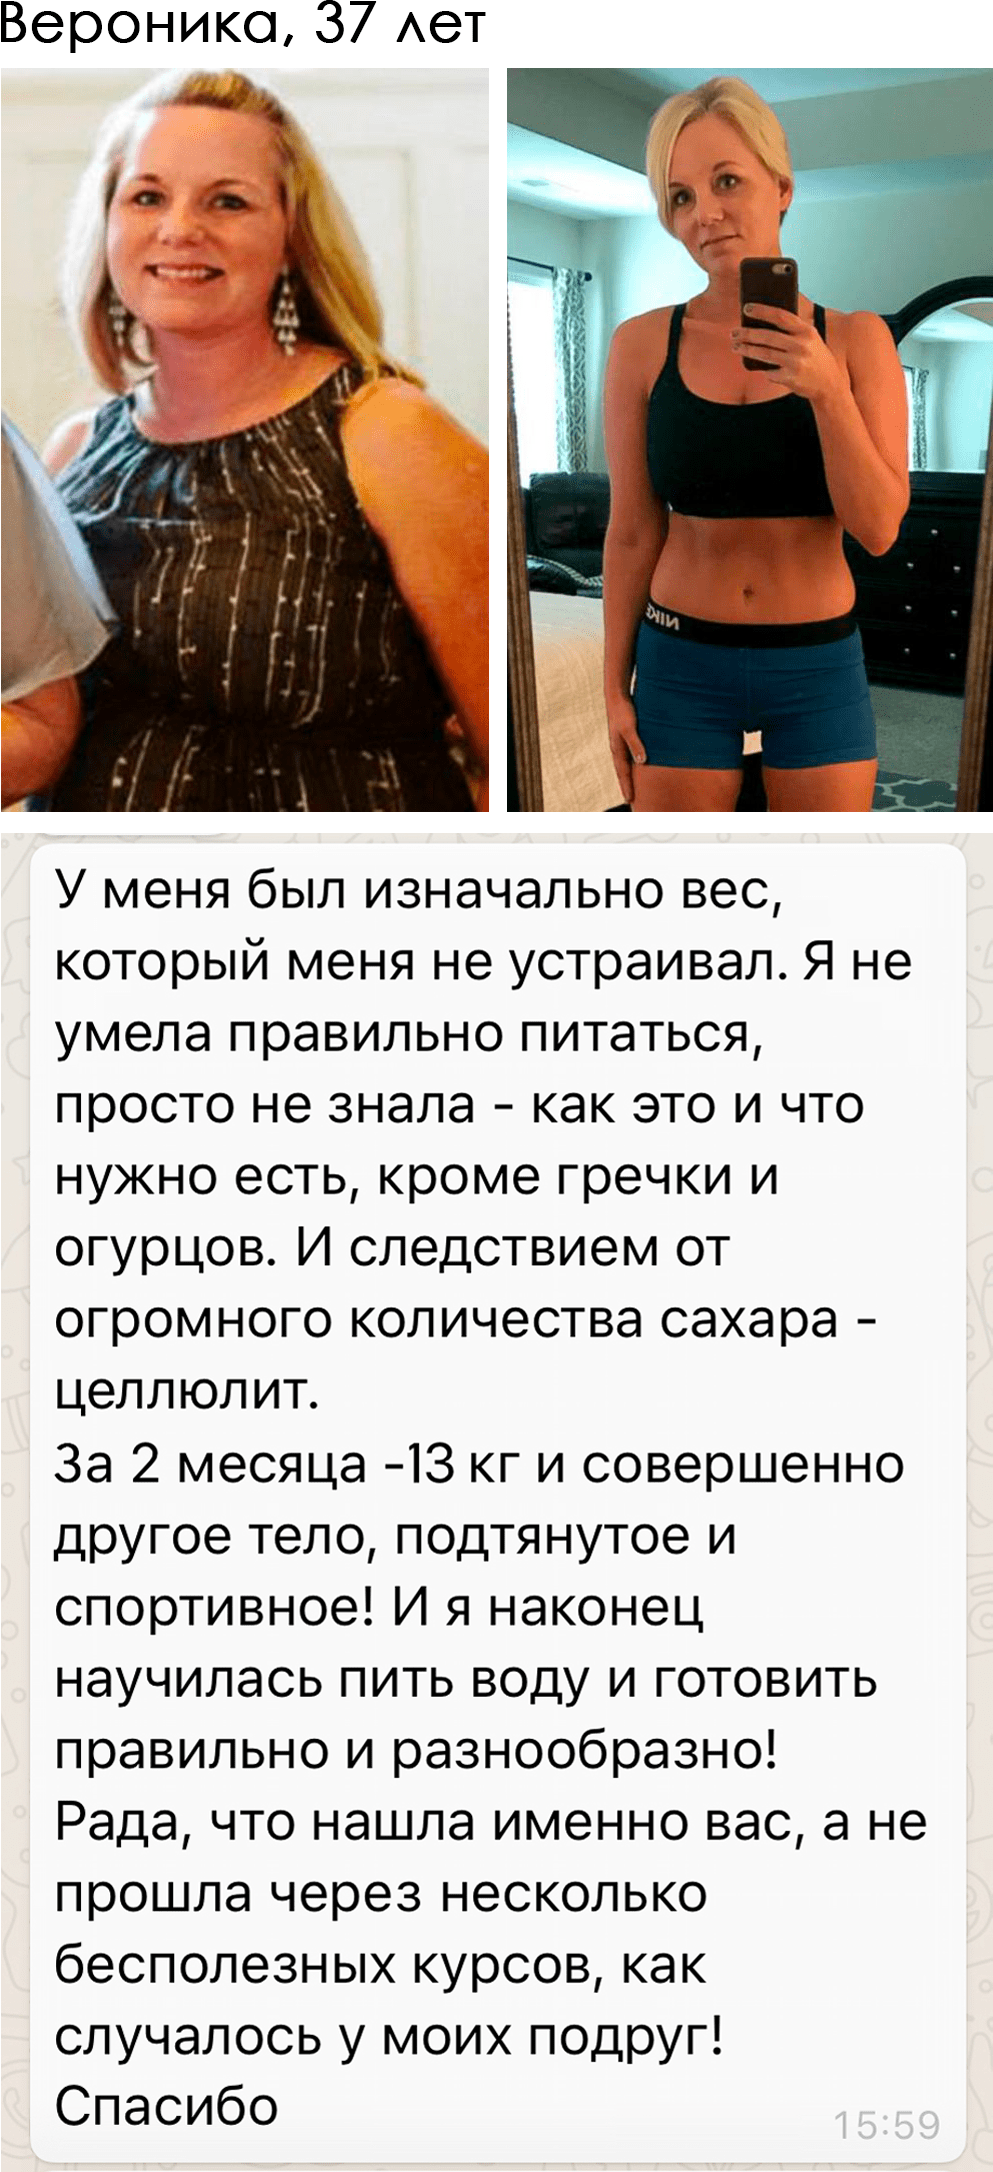 Вероника, 37 лет
NIKE
У меня был изначально вес,
который меня не устраивал. Я не
умела правильно питаться,
просто не знала - как это и что
нужно есть, кроме гречки и
огурцов. И следствием от
огромного количества сахара -
целлюлит.
За 2 месяца -13 кг и совершенно
другое тело, подтянутое и
спортивное! И я наконец
научилась пить воду и готовить
правильно и разнообразно!
Рада, что нашла именно вас, а не
прошла через несколько
бесполезных курсов, как
случалось у моих подруг!
Спасибо
15:59